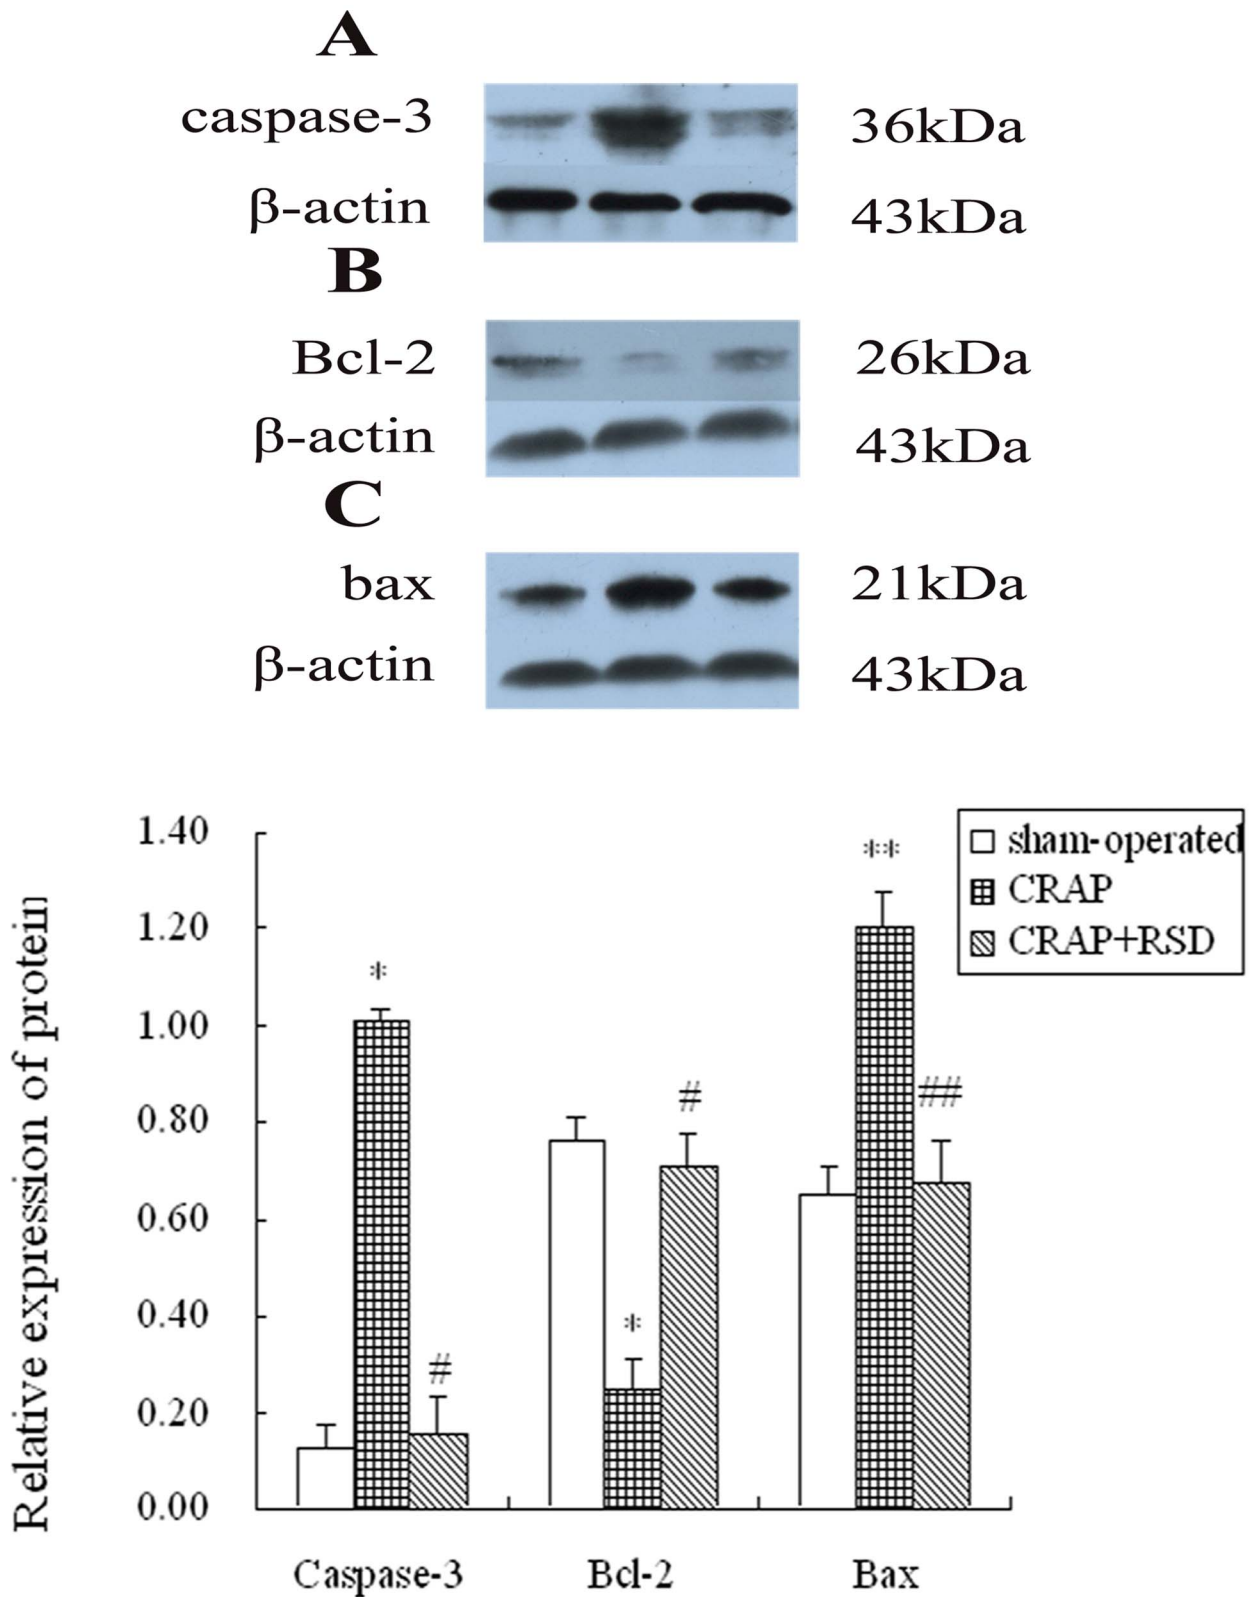 A
caspase-3 36kDa
β-actin 43kDa
B
Bcl-2 26kDa
β-actin 43kDa
C
bax 21kDa
β-actin 43kDa
Relative expression of protein
1.40
1.20
1.00
0.80
0.60
0.40
0.20
0.00
*
#
*
#
**
##
sham-operated
CRAP
CRAP+RSD
Caspase-3 Bcl-2 Bax